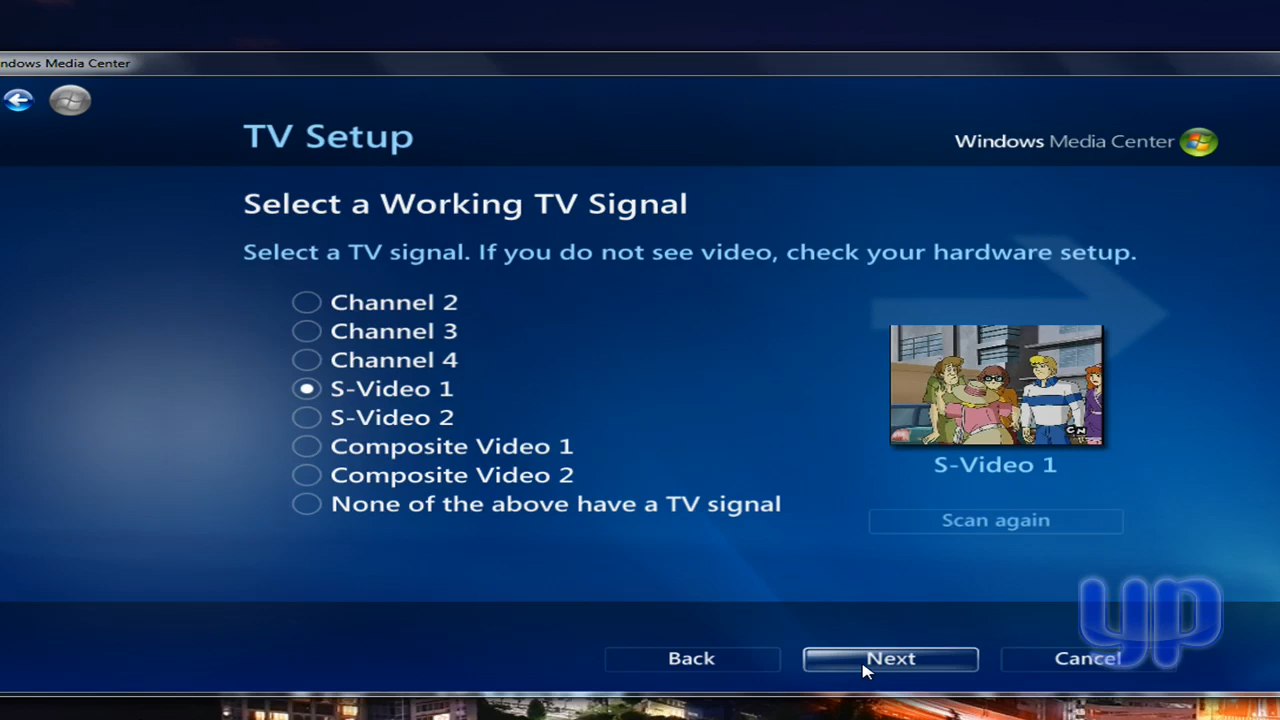 ndows Media Center
TV Setup
Windows Media Center
Select a Working TV Signal
Select a TV signal. If you do not see video, check your hardware setup.
Channel 2
Channel 3
Channel 4
S-Video 1
S-Video 2
Composite Video 1
Composite Video 2
None of the above have a TV signal
CN
S-Video 1
Scan again
yp
Back
Next
Cancel